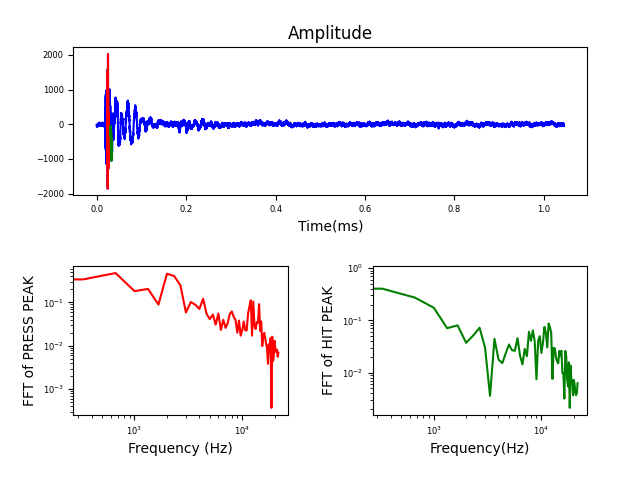 Amplitude
2000
1000
0
−1000
−2000
0.0 0.2 0.4 0.6 0.8 1.0
Time(ms)
FFT of PRESS PEAK
10⁻¹
10⁻²
10⁻³
10³ 10⁴
Frequency (Hz)
FFT of HIT PEAK
10⁰
10⁻¹
10⁻²
10³ 10⁴
Frequency(Hz)